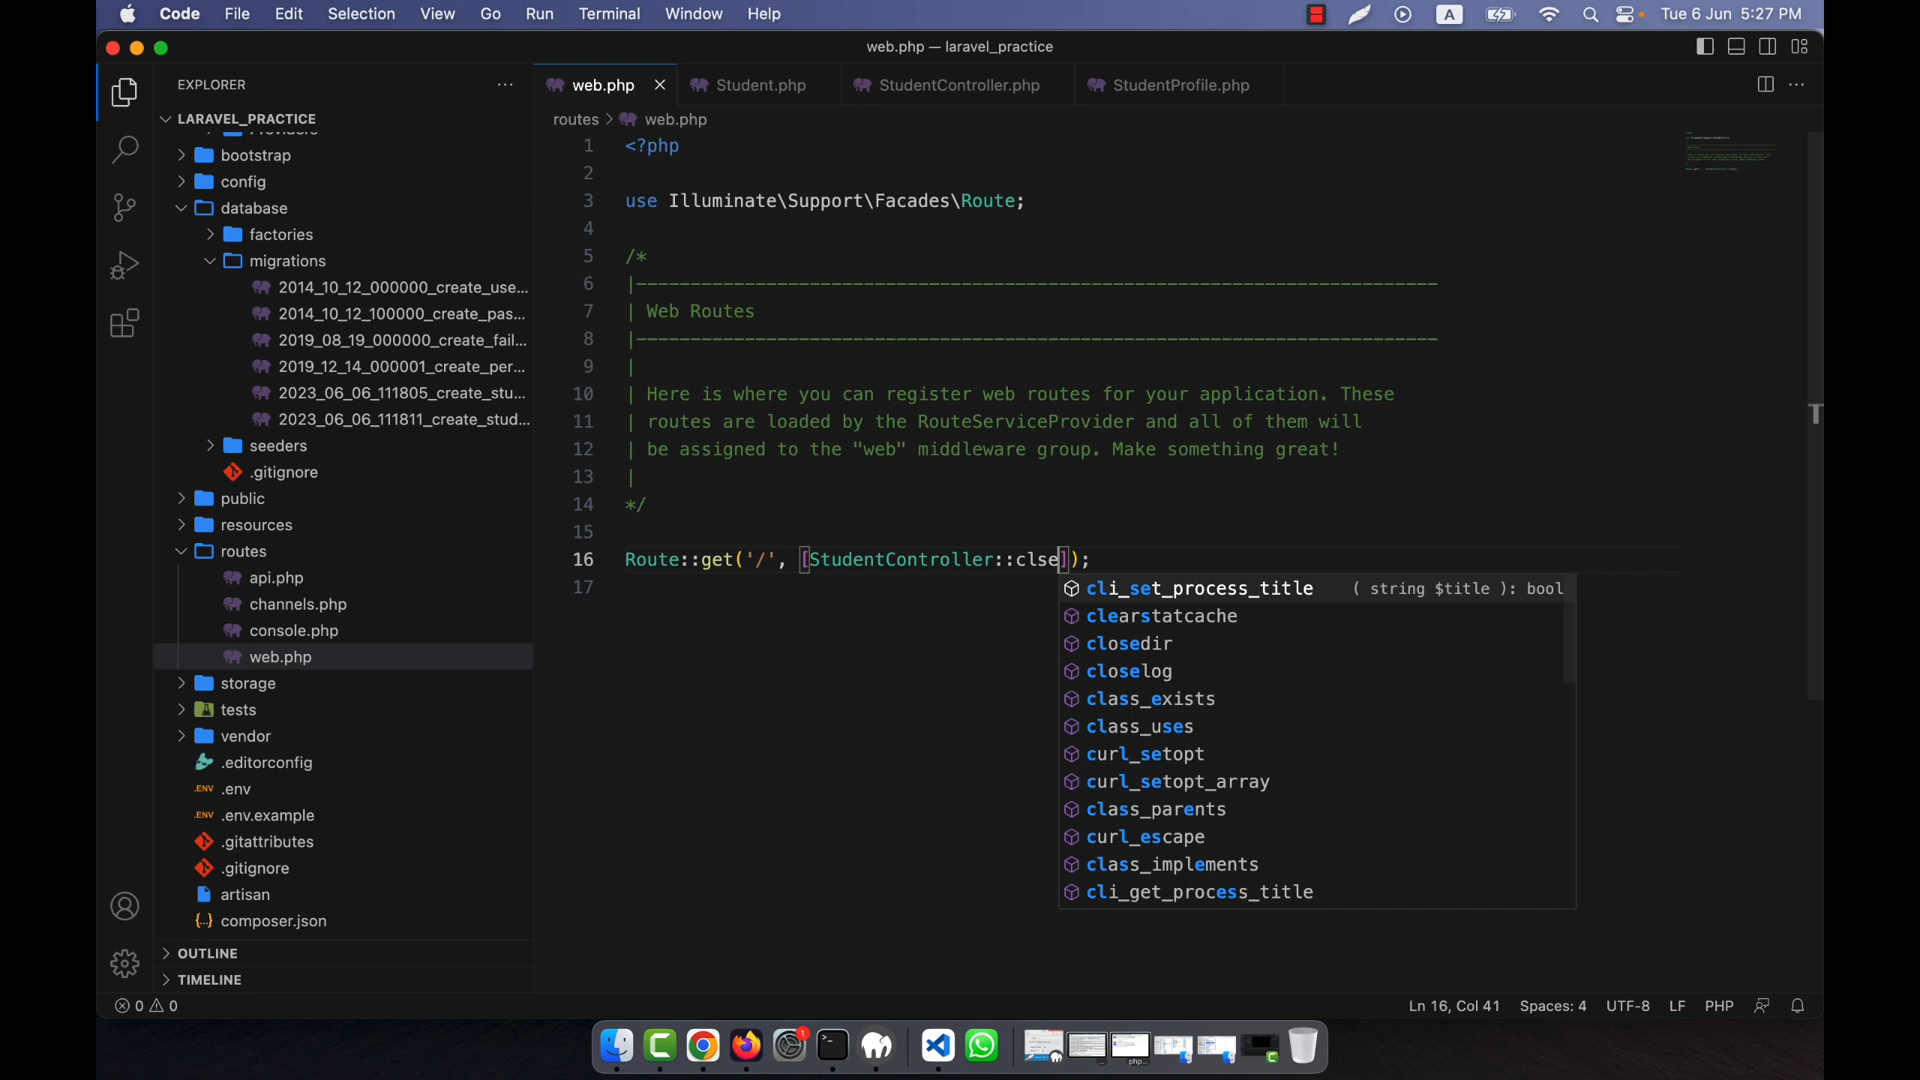 Code File Edit Selection View Go Run Terminal Window Help A Tue 6 Jun 5:27 PM
web.php — laravel_practice
EXPLORER
web.php Student.php StudentController.php StudentProfile.php
LARAVEL_PRACTICE
routes > web.php
bootstrap
config
database
factories
migrations
2014_10_12_000000_create_use...
2014_10_12_100000_create_pas...
2019_08_19_000000_create_fail...
2019_12_14_000001_create_per...
2023_06_06_111805_create_stu...
2023_06_06_111811_create_stud...
seeders
.gitignore
public
resources
routes
api.php
channels.php
console.php
web.php
storage
tests
vendor
.editorconfig
.ENV .env
.ENV .env.example
.gitattributes
.gitignore
artisan
{..} composer.json
OUTLINE
TIMELINE
1 <?php
2
3 use Illuminate\Support\Facades\Route;
4
5 /*
6 |--------------------------------------------------------------------------
7 | Web Routes
8 |--------------------------------------------------------------------------
9 |
10 | Here is where you can register web routes for your application. These
11 | routes are loaded by the RouteServiceProvider and all of them will
12 | be assigned to the "web" middleware group. Make something great!
13 |
14 */
15
16 Route::get('/', [StudentController::clse]);
17
cli_set_process_title ( string $title ): bool
clearstatcache
closedir
closelog
class_exists
class_uses
curl_setopt
curl_setopt_array
class_parents
curl_escape
class_implements
cli_get_process_title
0 0 Ln 16, Col 41 Spaces: 4 UTF-8 LF PHP
1
php...